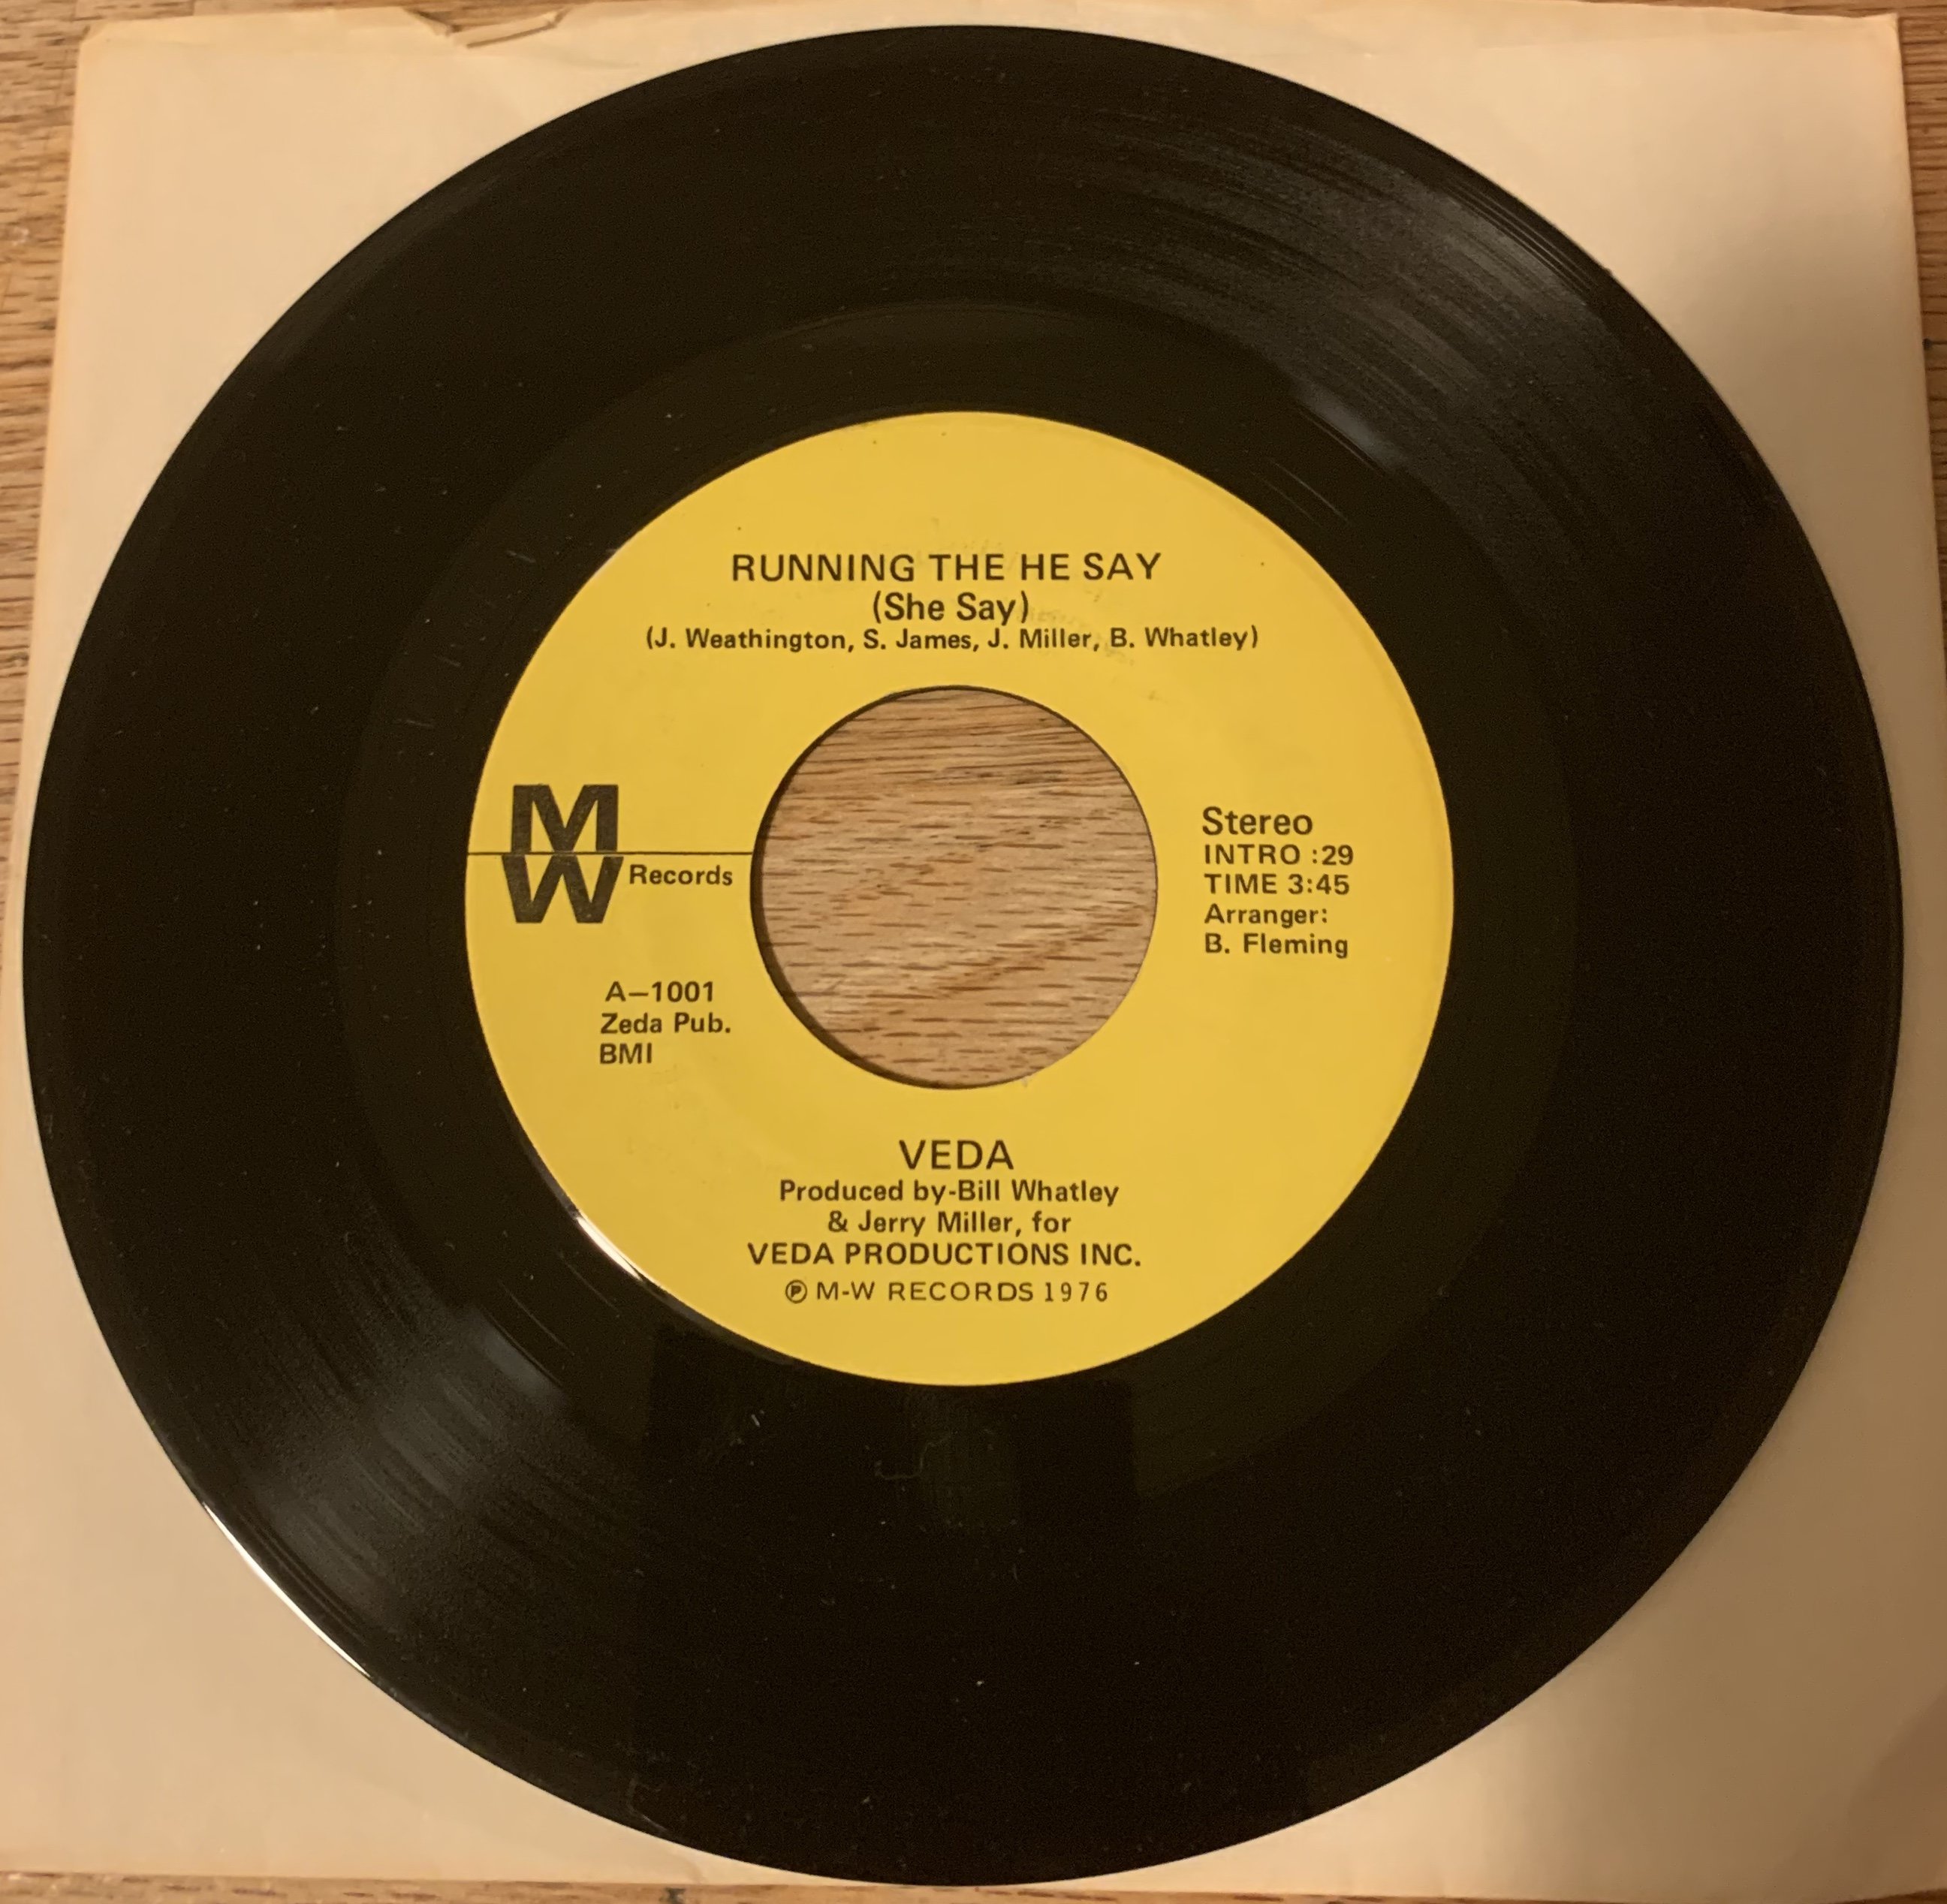 RUNNING THE HE SAY
(She Say)
(J. Weathington, S. James, J. Miller, B. Whatley)
M
W Records
A—1001
Zeda Pub.
BMI
Stereo
INTRO :29
TIME 3:45
Arranger:
B. Fleming
VEDA
Produced by-Bill Whatley
& Jerry Miller, for
VEDA PRODUCTIONS INC.
℗ M-W RECORDS 1976